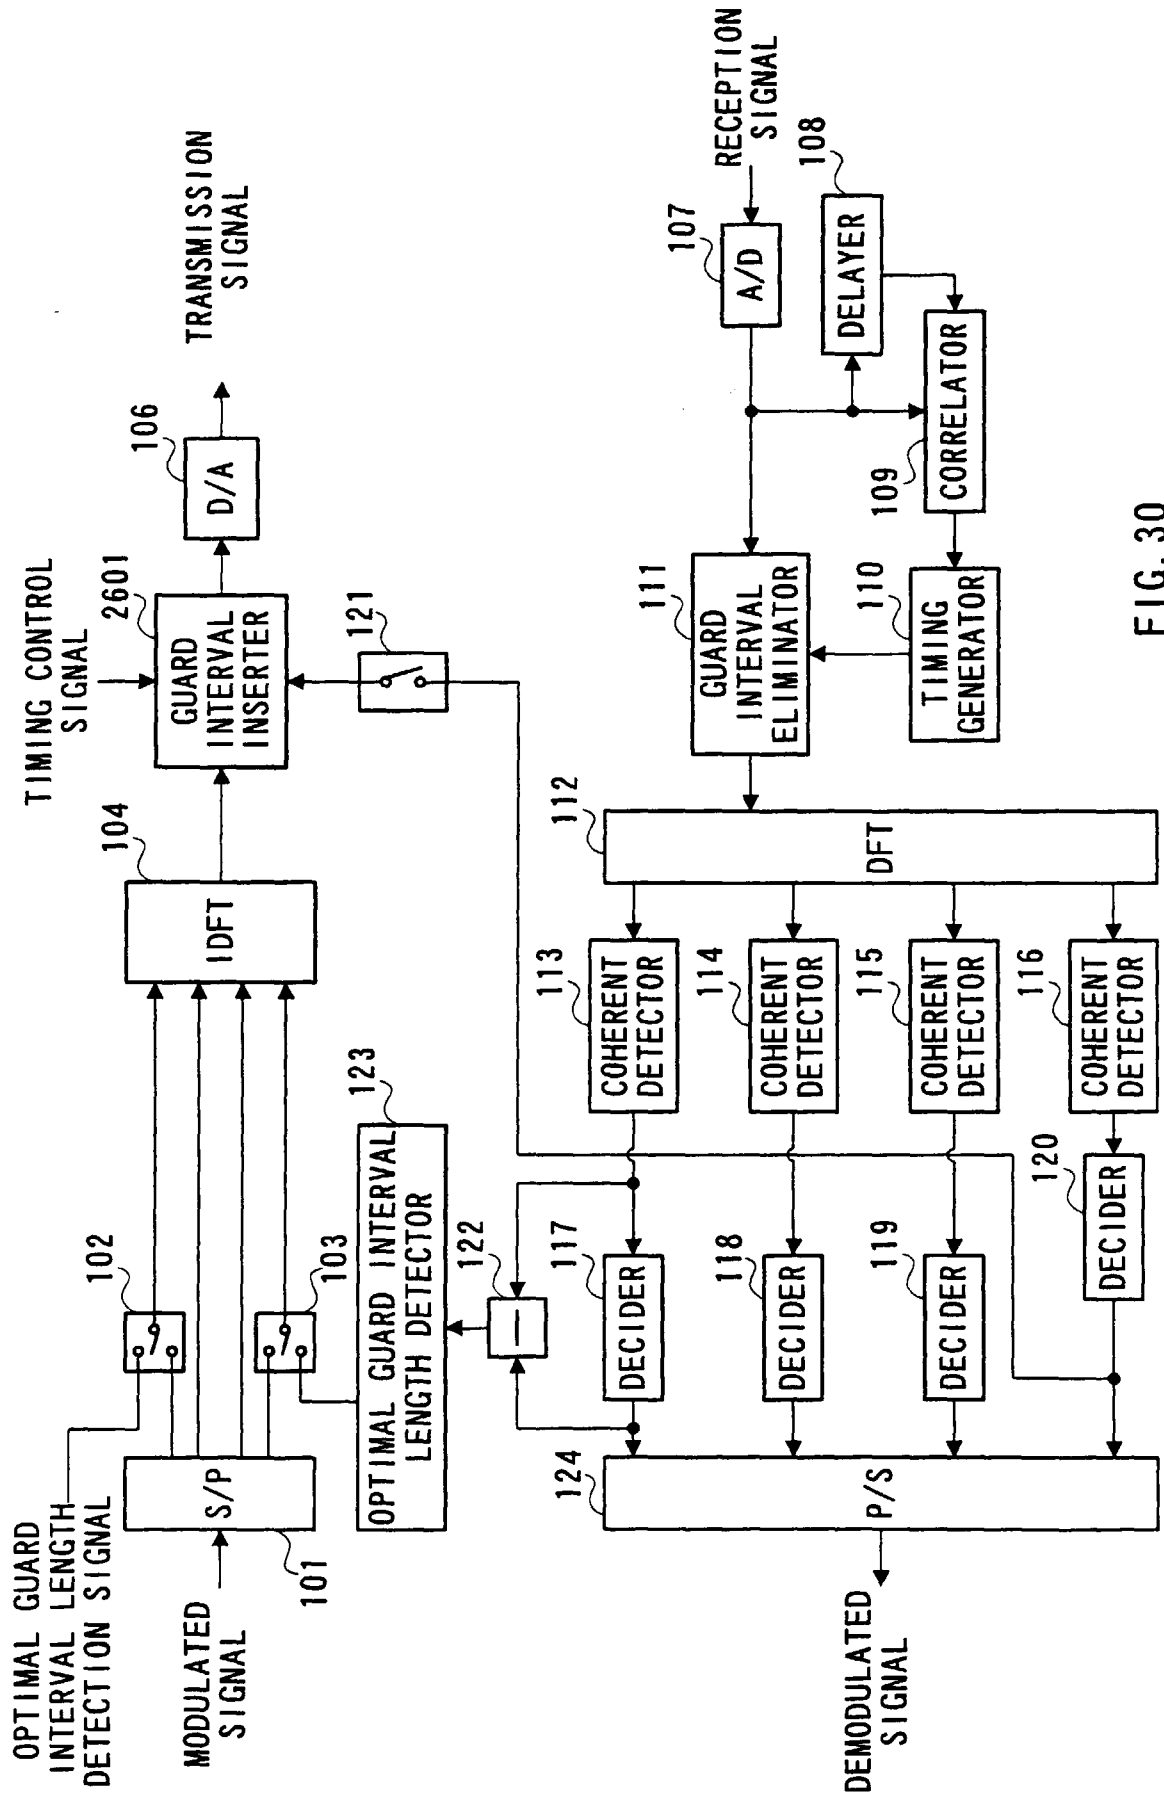 OPTIMAL GUARD
INTERVAL LENGTH
DETECTION SIGNAL
MODULATED
SIGNAL
101
S/P
102
103
104
IDFT
TIMING CONTROL
SIGNAL
2601
GUARD
INTERVAL
INSERTER
106
D/A
TRANSMISSION
SIGNAL
121
123
OPTIMAL GUARD INTERVAL
LENGTH DETECTOR
122
RECEPTION
SIGNAL
107
A/D
108
DELAYER
109
CORRELATOR
110
TIMING
GENERATOR
111
GUARD
INTERVAL
ELIMINATOR
112
DFT
113
COHERENT
DETECTOR
114
COHERENT
DETECTOR
115
COHERENT
DETECTOR
116
COHERENT
DETECTOR
117
DECIDER
118
DECIDER
119
DECIDER
120
DECIDER
124
P/S
DEMODULATED
SIGNAL
FIG. 30